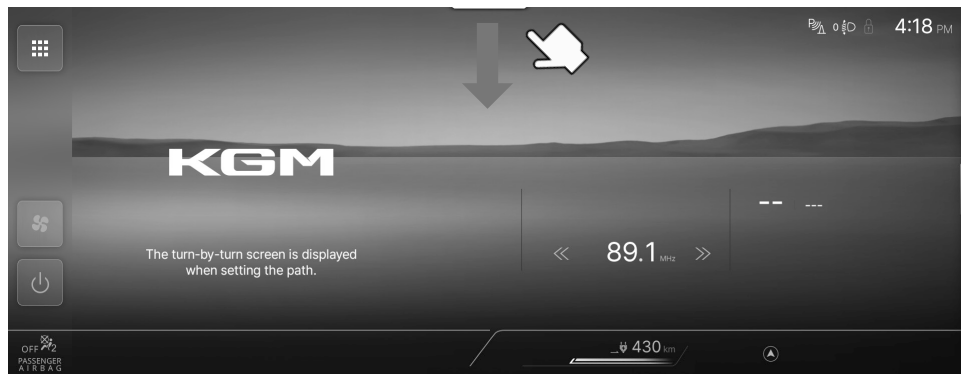 4:18 PM
KGM
-- ---
The turn-by-turn screen is displayed
when setting the path.
89.1 MHz
OFF 2
PASSENGER
AIRBAG
430 km